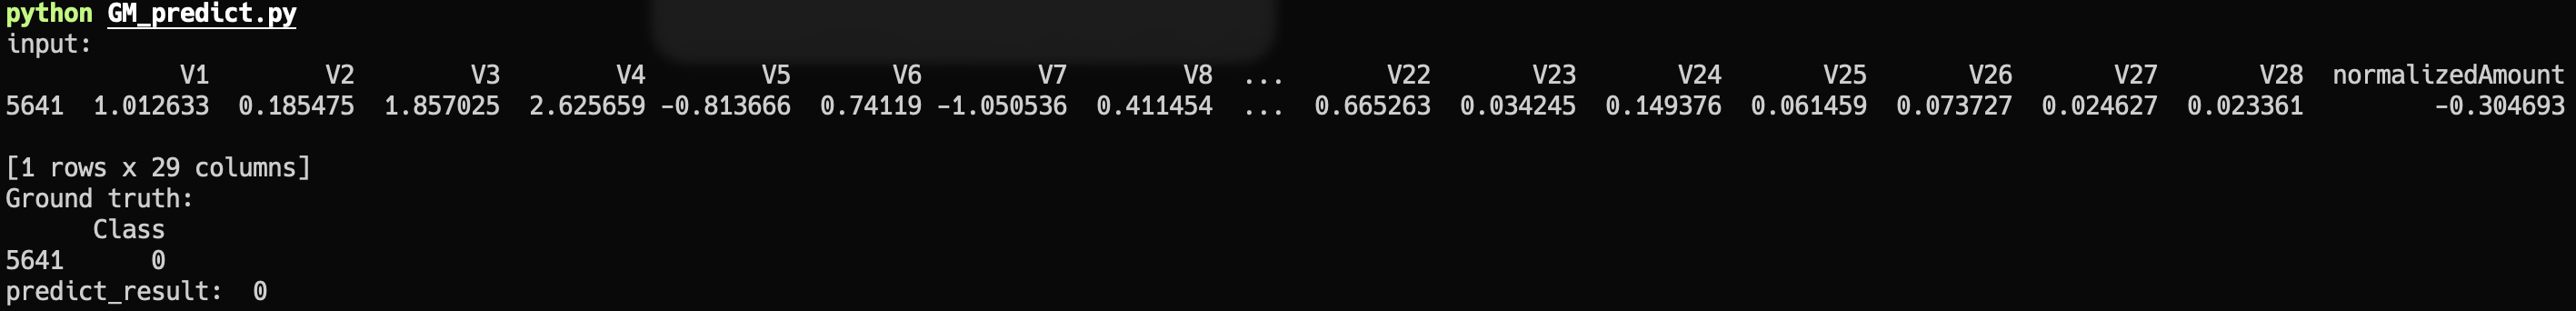 python GM_predict.py
input:
V1 V2 V3 V4 V5 V6 V7 V8 ... V22 V23 V24 V25 V26 V27 V28 normalizedAmount
5641 1.012633 0.185475 1.857025 2.625659 -0.813666 0.74119 -1.050536 0.411454 ... 0.665263 0.034245 0.149376 0.061459 0.073727 0.024627 0.023361 -0.304693
[1 rows x 29 columns]
Ground truth:
Class
5641 0
predict_result: 0